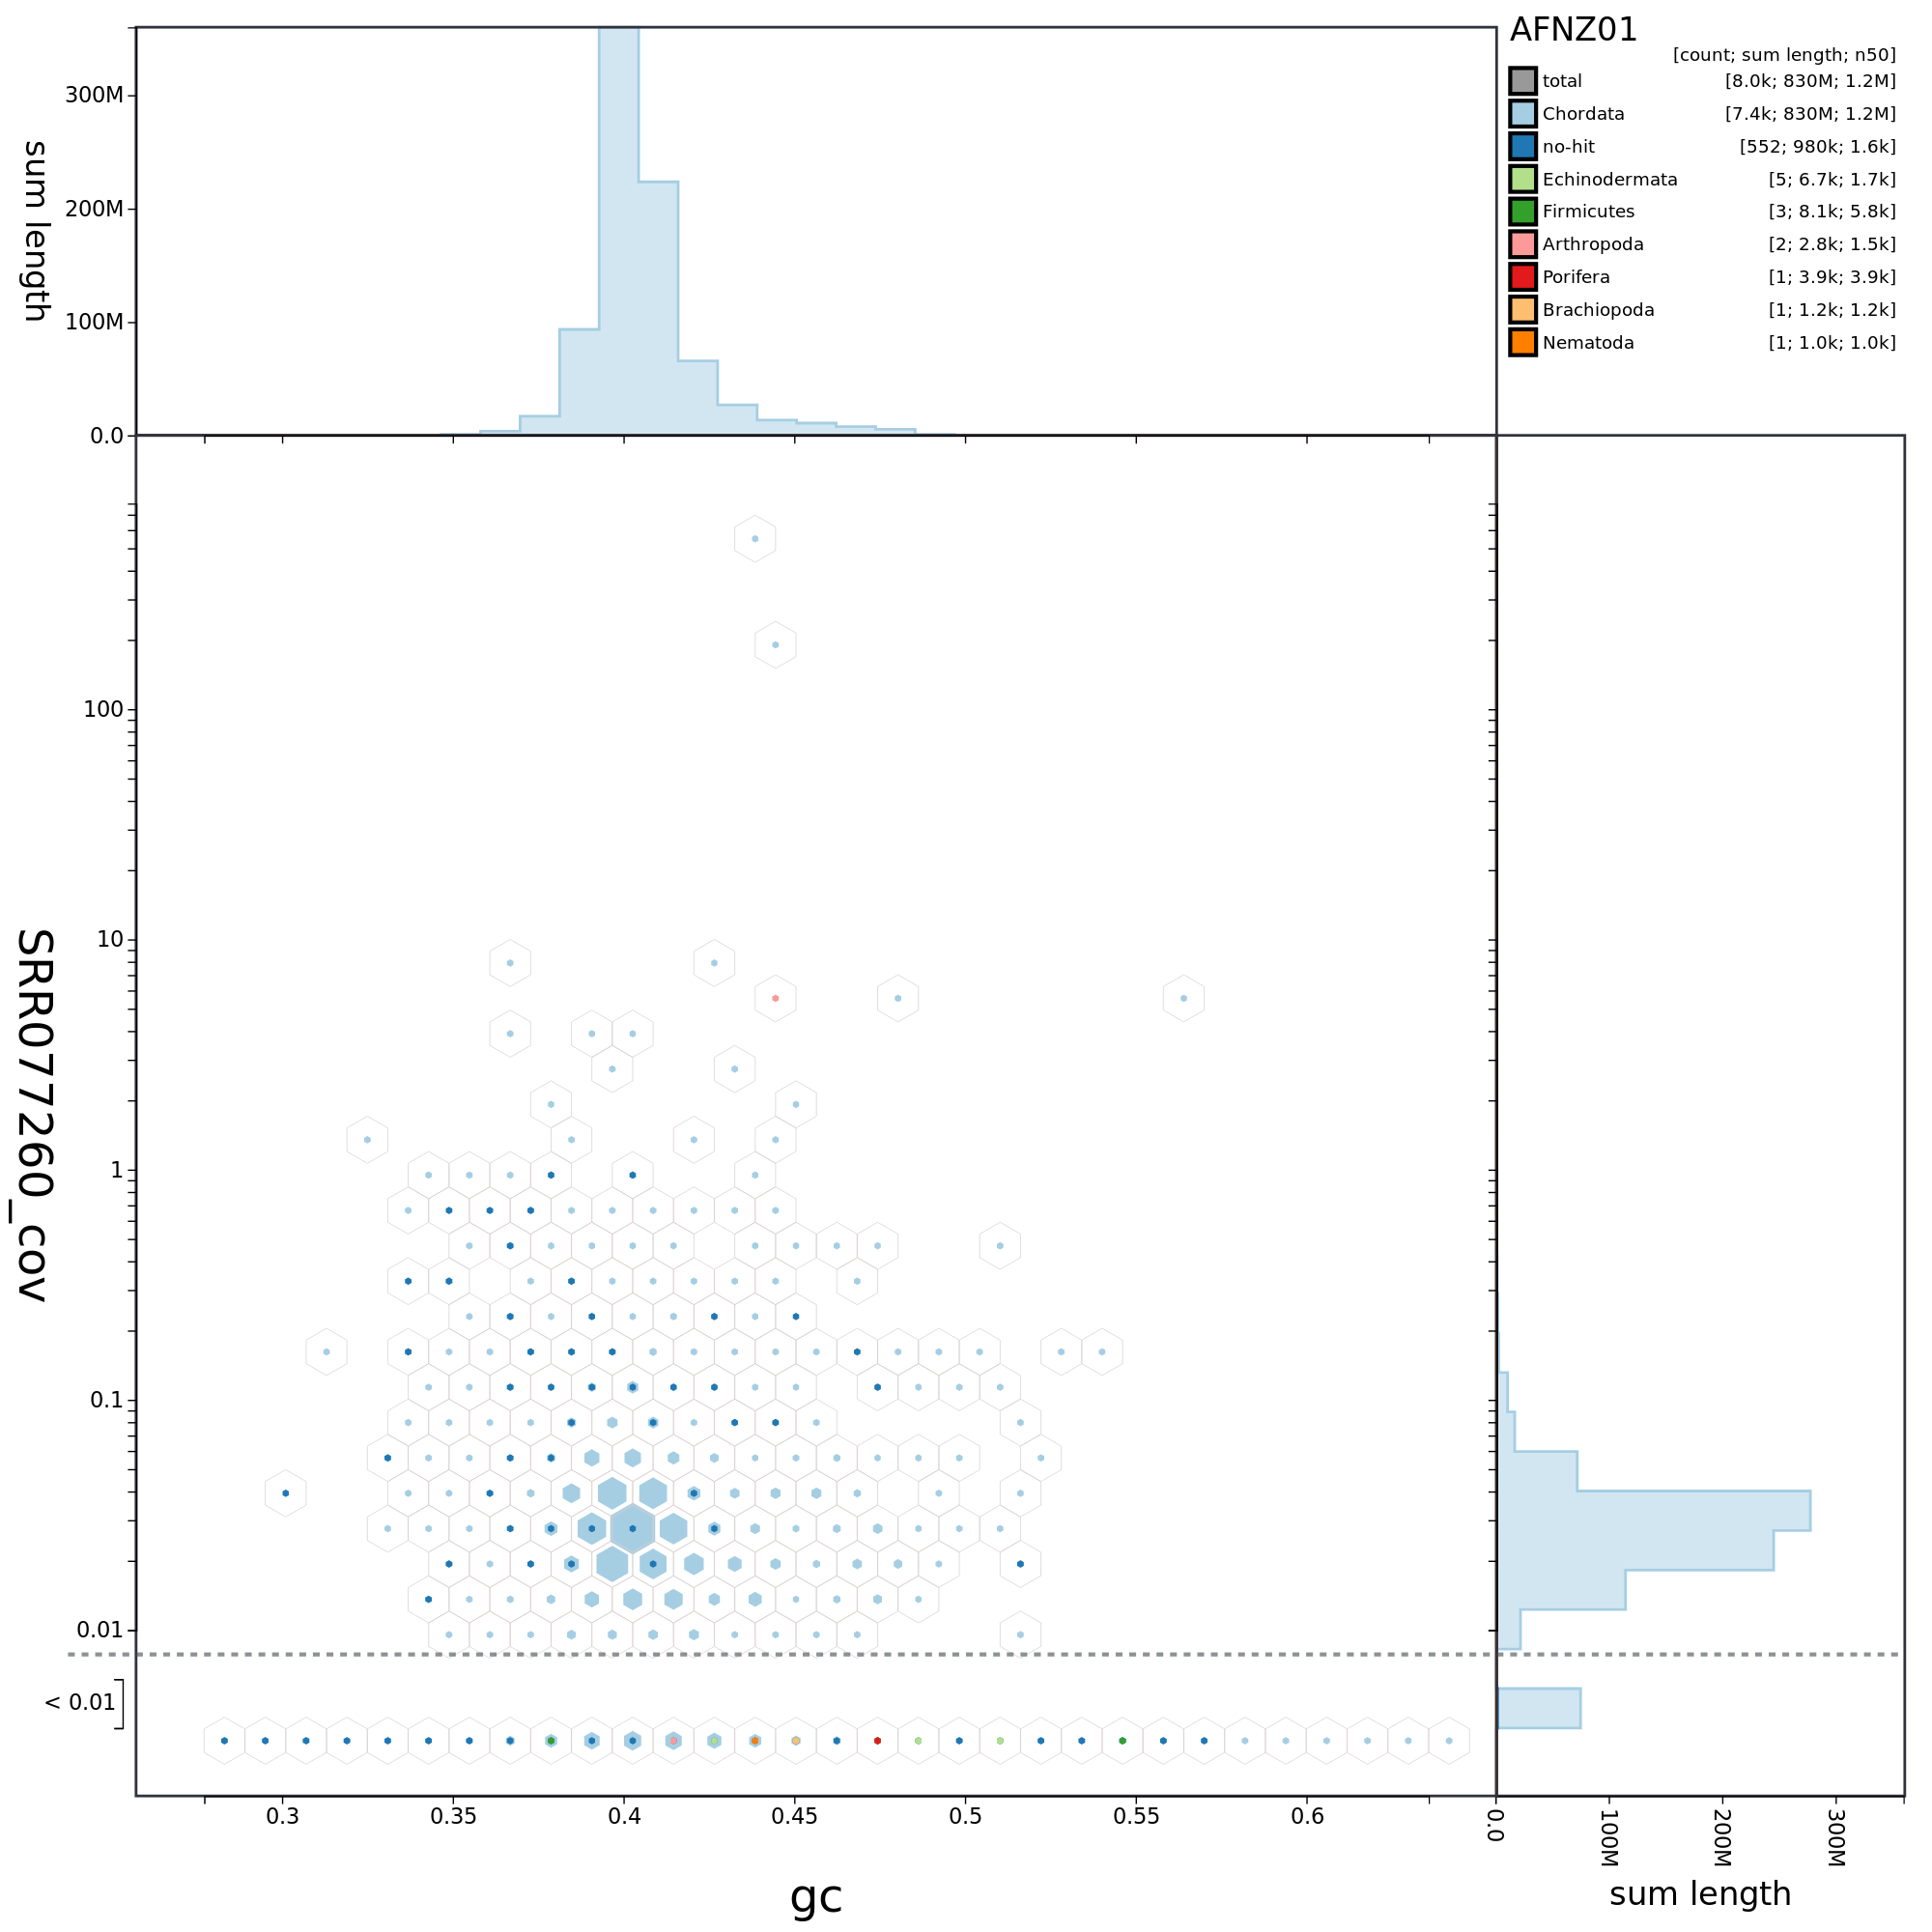 AFNZ01
[count; sum length; n50]
total [8.0k; 830M; 1.2M]
Chordata [7.4k; 830M; 1.2M]
no-hit [552; 980k; 1.6k]
Echinodermata [5; 6.7k; 1.7k]
Firmicutes [3; 8.1k; 5.8k]
Arthropoda [2; 2.8k; 1.5k]
Porifera [1; 3.9k; 3.9k]
Brachiopoda [1; 1.2k; 1.2k]
Nematoda [1; 1.0k; 1.0k]
sum length
300M
200M
100M
0.0
SRR077260_cov
100
10
1
0.1
0.01
< 0.01
0.3 0.35 0.4 0.45 0.5 0.55 0.6
gc
0.0 100M 200M 300M
sum length